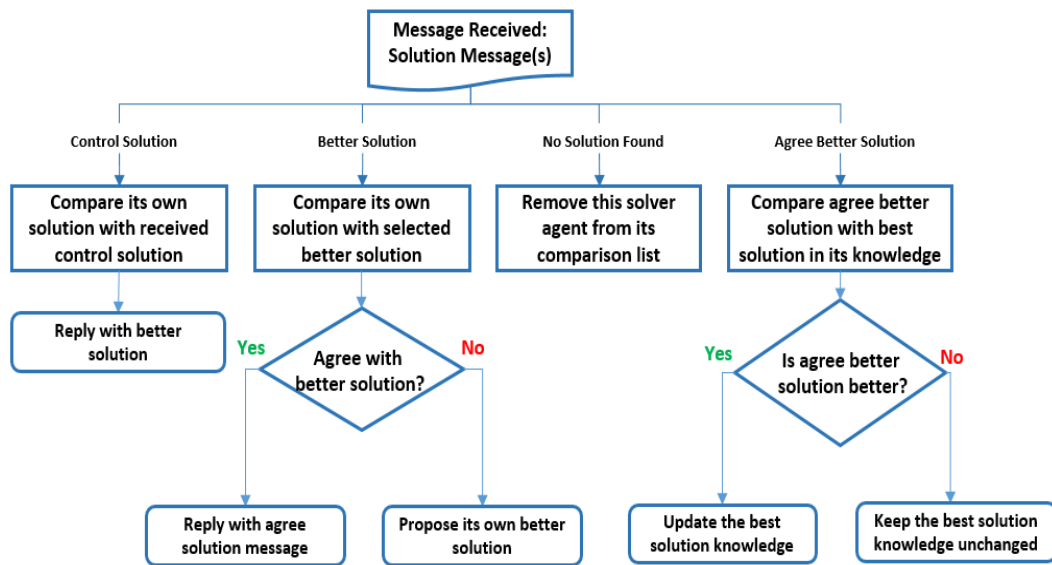 Message Received:
Solution Message(s)
Control Solution
Better Solution
No Solution Found
Agree Better Solution
Compare its own
solution with received
control solution
Compare its own
solution with selected
better solution
Remove this solver
agent from its
comparison list
Compare agree better
solution with best
solution in its knowledge
Reply with better
solution
Yes
Agree with
better solution?
No
Yes
Is agree better
solution better?
No
Reply with agree
solution message
Propose its own better
solution
Update the best
solution knowledge
Keep the best solution
knowledge unchanged